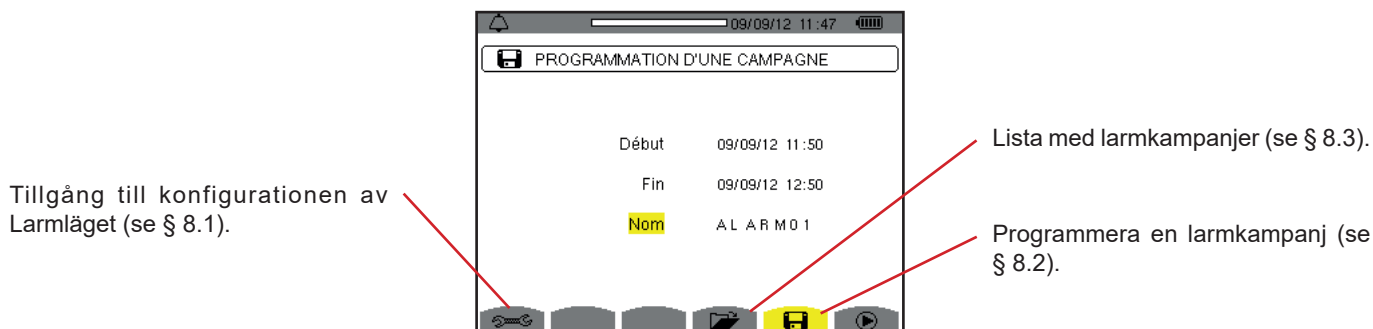 09/09/12 11:47
PROGRAMMATION D'UNE CAMPAGNE
Début 09/09/12 11:50
Fin 09/09/12 12:50
Nom ALARM01
Tillgång till konfigurationen av
Larmläget (se § 8.1).
Lista med larmkampanjer (se § 8.3).
Programmera en larmkampanj (se
§ 8.2).